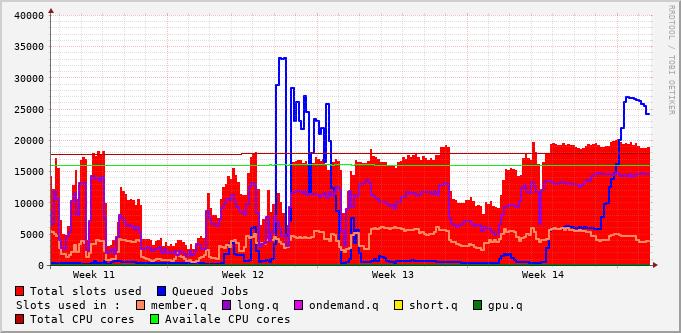 RRDTOOL / TOBI OETIKER
40000
35000
30000
25000
20000
15000
10000
5000
0
Week 11 Week 12 Week 13 Week 14
Total slots used Queued Jobs
Slots used in : member.q long.q ondemand.q short.q gpu.q
Total CPU cores Availale CPU cores